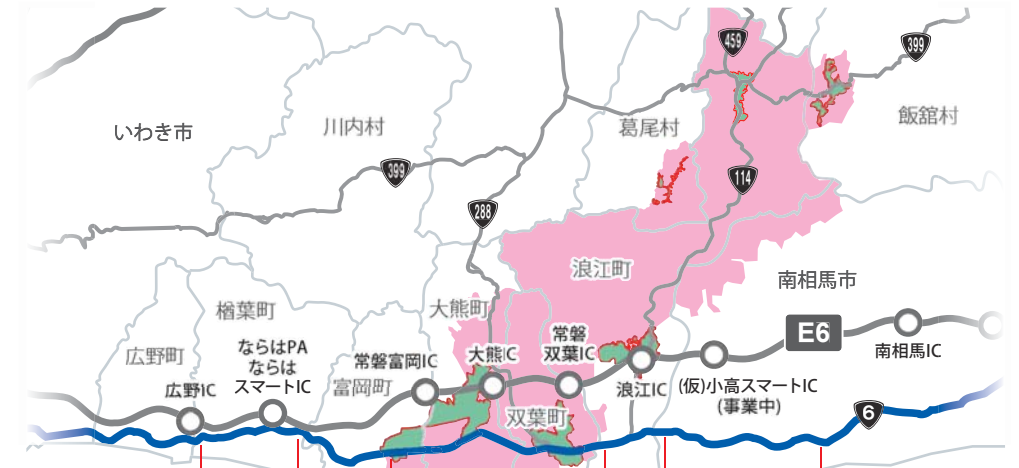 459
399
いわき市
川内村
葛尾村
飯舘村
399
114
288
浪江町
南相馬市
楢葉町
大熊町
E6
広野町
ならはPA
ならは
スマートIC
常磐富岡IC
大熊IC
常磐
双葉IC
南相馬IC
広野IC
富岡町
浪江IC
(仮)小高スマートIC
(事業中)
双葉町
6